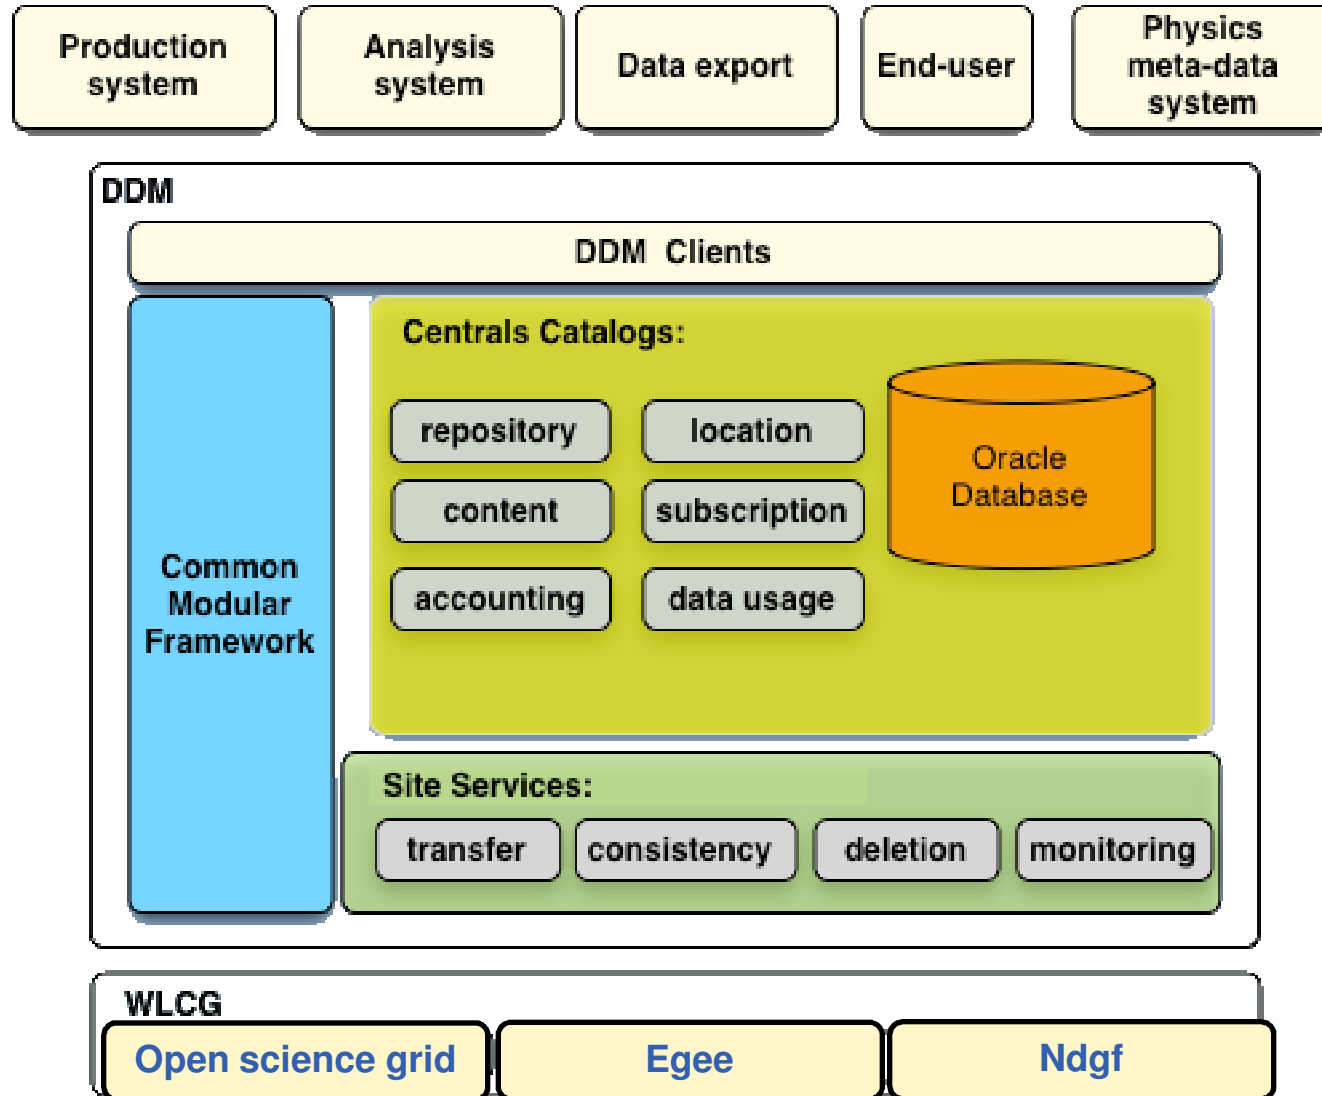 Production
system
Analysis
system
Data export
End-user
Physics
meta-data
system
DDM
DDM Clients
Common
Modular
Framework
Centrals Catalogs:
repository
location
content
subscription
accounting
data usage
Oracle
Database
Site Services:
transfer
consistency
deletion
monitoring
WLCG
Open science grid
Egee
Ndgf